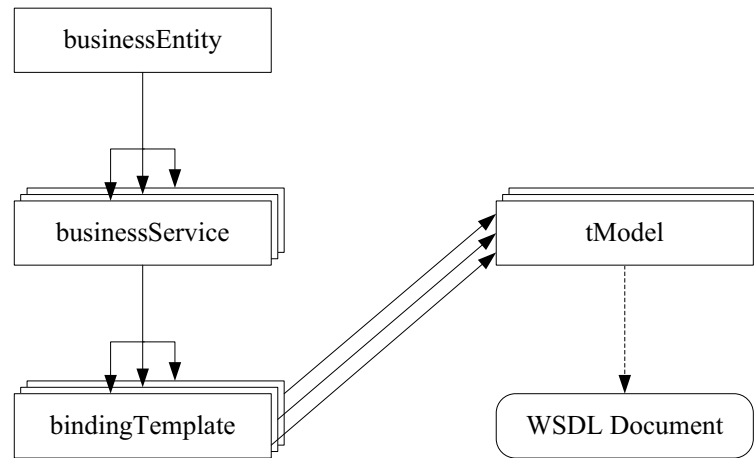 businessEntity
businessService
tModel
bindingTemplate
WSDL Document